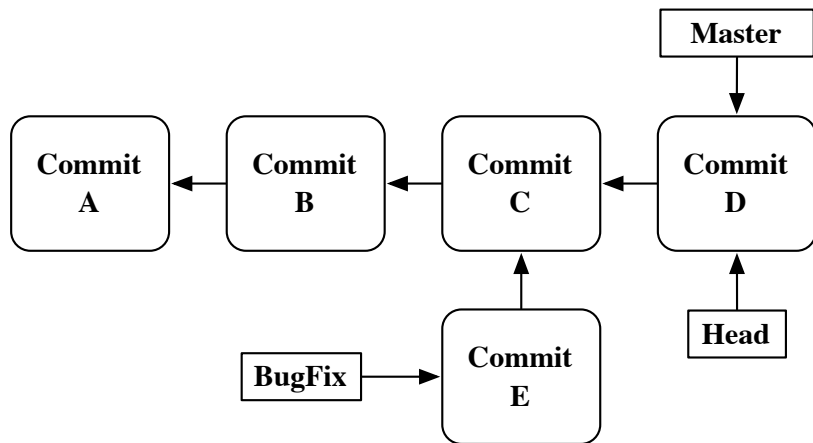 Master
Commit
A
Commit
B
Commit
C
Commit
D
BugFix
Commit
E
Head